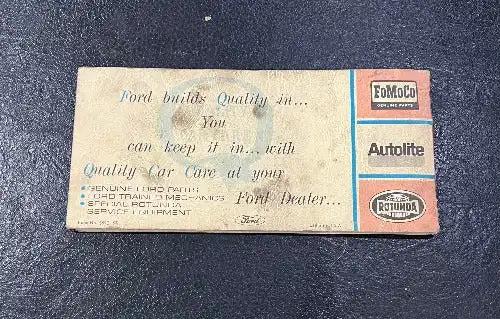 Ford builds Quality in...
You
can keep it in... with
Quality Car Care at your
Ford Dealer...
• GENUINE FORD PARTS
• FORD TRAINED MECHANICS
• SPECIAL ROTUNDA
SERVICE EQUIPMENT
Ford
FoMoCo
GENUINE PARTS
Autolite
ROTUNDA